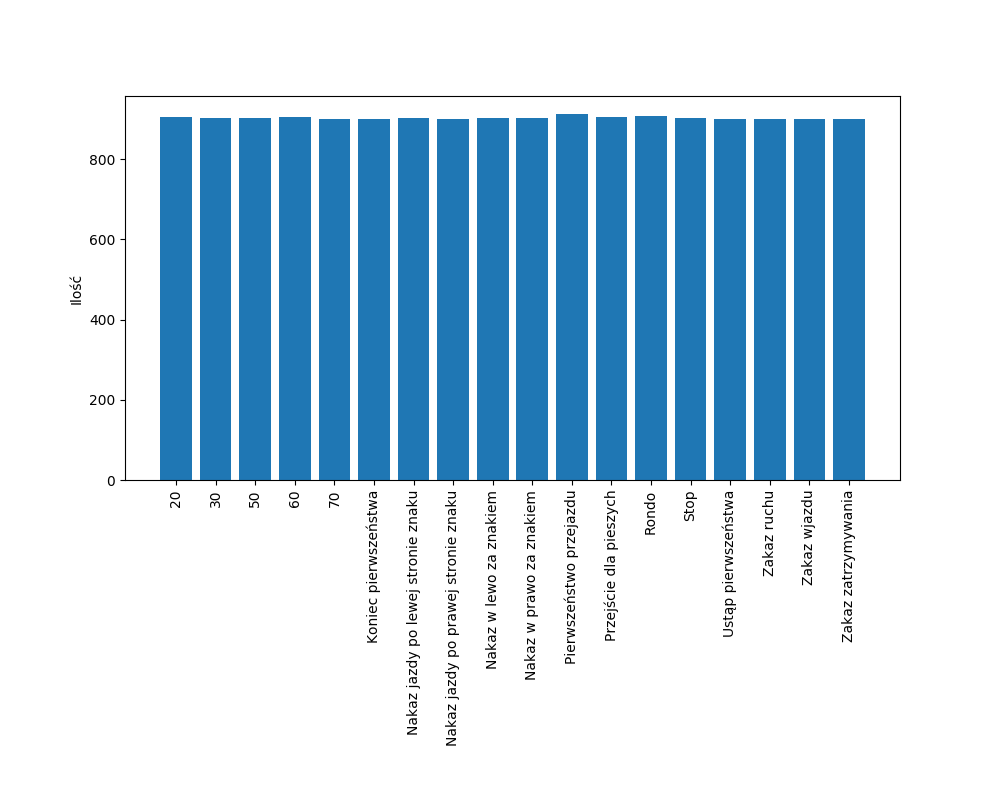 Ilość
800
600
400
200
0
20
30
50
60
70
Koniec pierwszeństwa
Nakaz jazdy po lewej stronie znaku
Nakaz jazdy po prawej stronie znaku
Nakaz w lewo za znakiem
Nakaz w prawo za znakiem
Pierwszeństwo przejazdu
Przejście dla pieszych
Rondo
Stop
Ustąp pierwszeństwa
Zakaz ruchu
Zakaz wjazdu
Zakaz zatrzymywania